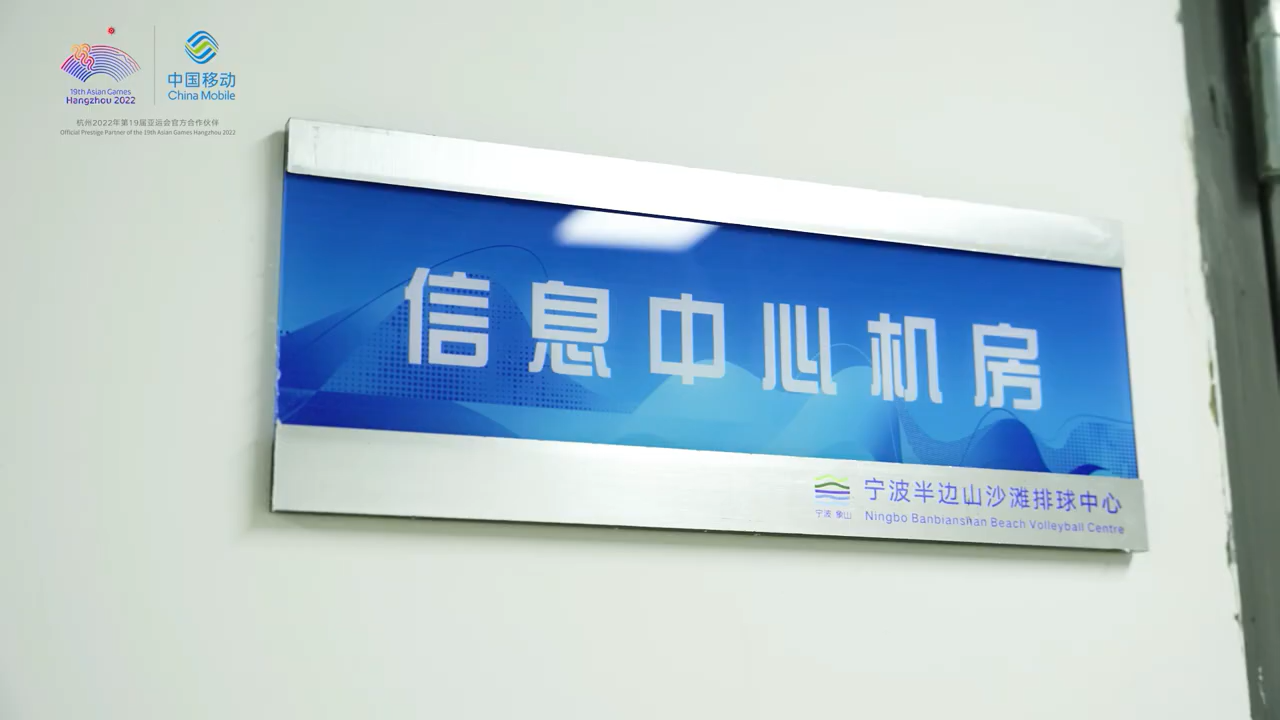 19th Asian Games
Hangzhou 2022
中国移动
China Mobile
杭州2022年第19届亚运会官方合作伙伴
Official Prestige Partner of the 19th Asian Games Hangzhou 2022
信息中心机房
宁波 象山
宁波半边山沙滩排球中心
Ningbo Banbianshan Beach Volleyball Centre